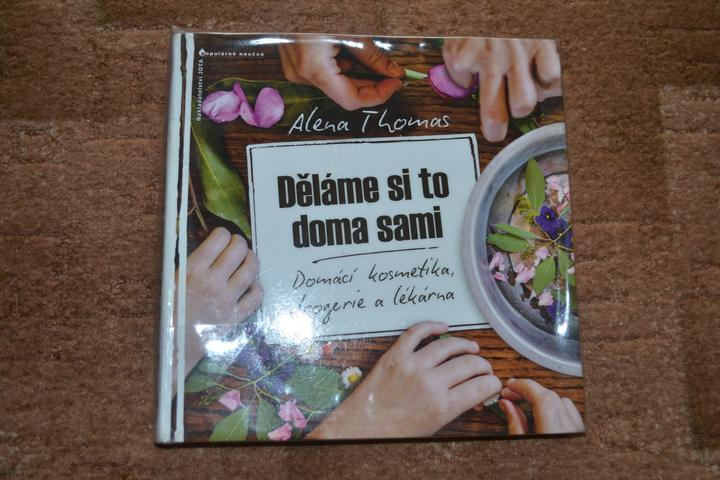 populárně naučná
Nakladatelství JOTA
Alena Thomas
Děláme si to
doma sami
Domácí kosmetika,
drogerie a lékárna